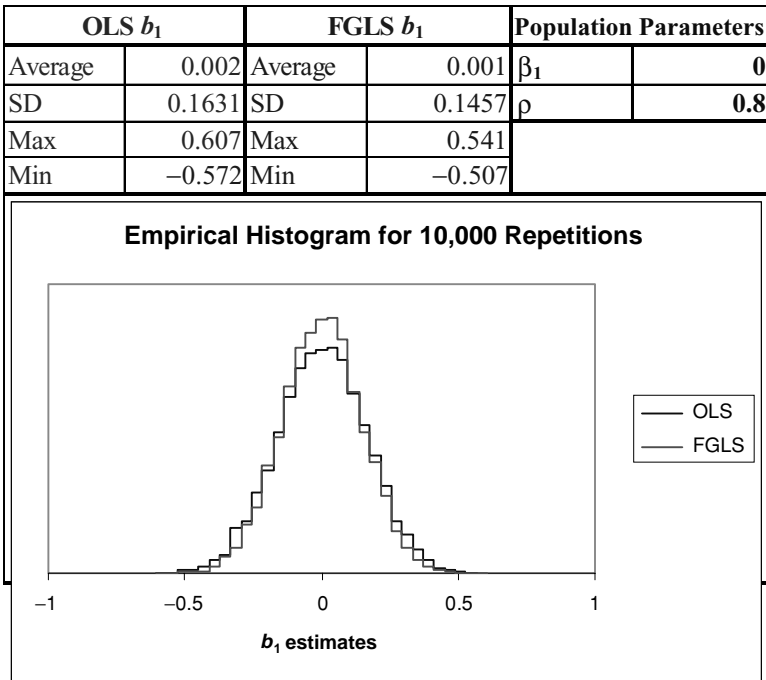 OLS b₁ FGLS b₁ Population Parameters
Average 0.002 Average 0.001 β₁ 0
SD 0.1631 SD 0.1457 ρ 0.8
Max 0.607 Max 0.541
Min −0.572 Min −0.507
Empirical Histogram for 10,000 Repetitions
OLS
FGLS
−1 −0.5 0 0.5 1
b₁ estimates